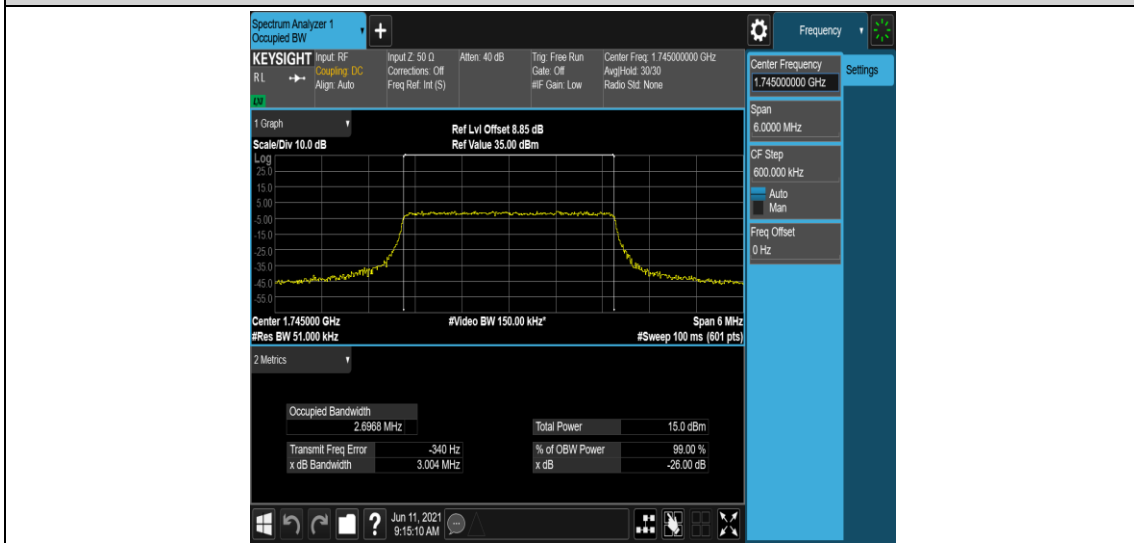 Spectrum Analyzer 1
Occupied BW
+
Frequency
KEYSIGHT
RL
LXI
Input: RF
Coupling: DC
Align: Auto
Input Z: 50 Ω
Corrections: Off
Freq Ref: Int (S)
Atten: 40 dB
Trig: Free Run
Gate: Off
#IF Gain: Low
Center Freq: 1.745000000 GHz
Avg|Hold: 30/30
Radio Std: None
Center Frequency
1.745000000 GHz
Settings
Span
6.0000 MHz
CF Step
600.000 kHz
Auto
Man
Freq Offset
0 Hz
1 Graph
Scale/Div 10.0 dB
Ref Lvl Offset 8.85 dB
Ref Value 35.00 dBm
Log
25.0
15.0
5.00
-5.00
-15.0
-25.0
-35.0
-45.0
-55.0
Center 1.745000 GHz
#Res BW 51.000 kHz
#Video BW 150.00 kHz*
Span 6 MHz
#Sweep 100 ms (601 pts)
2 Metrics
Occupied Bandwidth
2.6968 MHz
Total Power 15.0 dBm
Transmit Freq Error -340 Hz
% of OBW Power 99.00 %
x dB Bandwidth 3.004 MHz
x dB -26.00 dB
?
Jun 11, 2021
9:15:10 AM